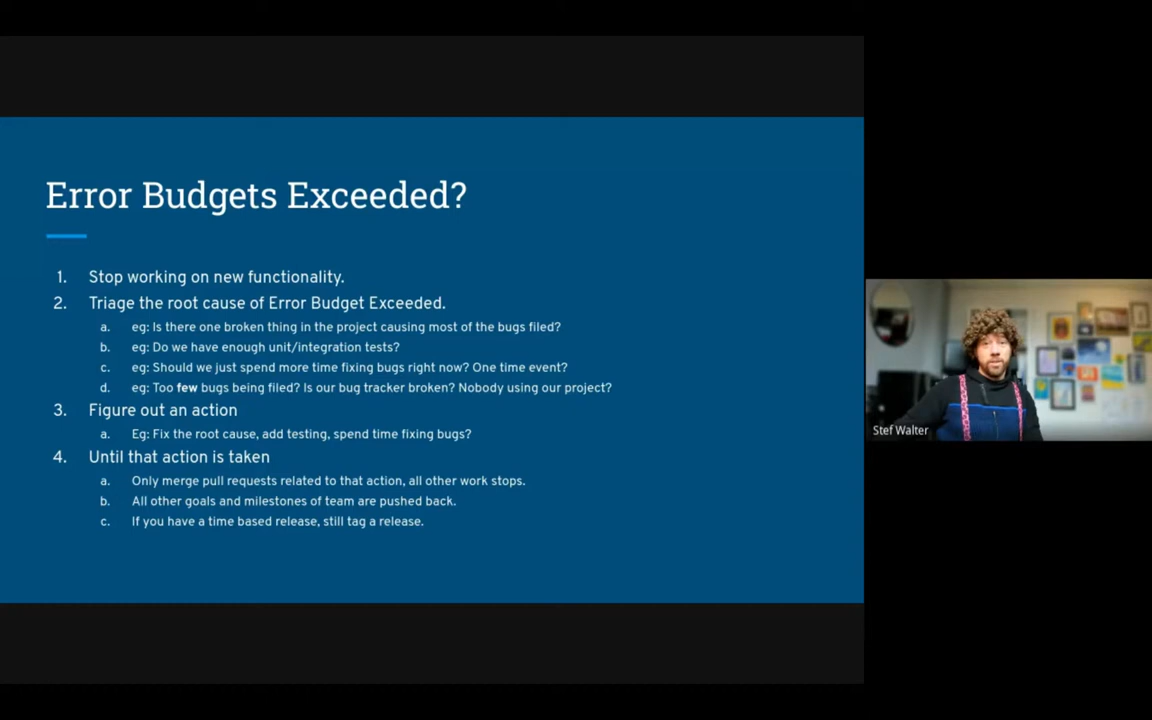 Error Budgets Exceeded?
1. Stop working on new functionality.
2. Triage the root cause of Error Budget Exceeded.
a. eg: Is there one broken thing in the project causing most of the bugs filed?
b. eg: Do we have enough unit/integration tests?
c. eg: Should we just spend more time fixing bugs right now? One time event?
d. eg: Too few bugs being filed? Is our bug tracker broken? Nobody using our project?
3. Figure out an action
a. Eg: Fix the root cause, add testing, spend time fixing bugs?
4. Until that action is taken
a. Only merge pull requests related to that action, all other work stops.
b. All other goals and milestones of team are pushed back.
c. If you have a time based release, still tag a release.
Stef Walter